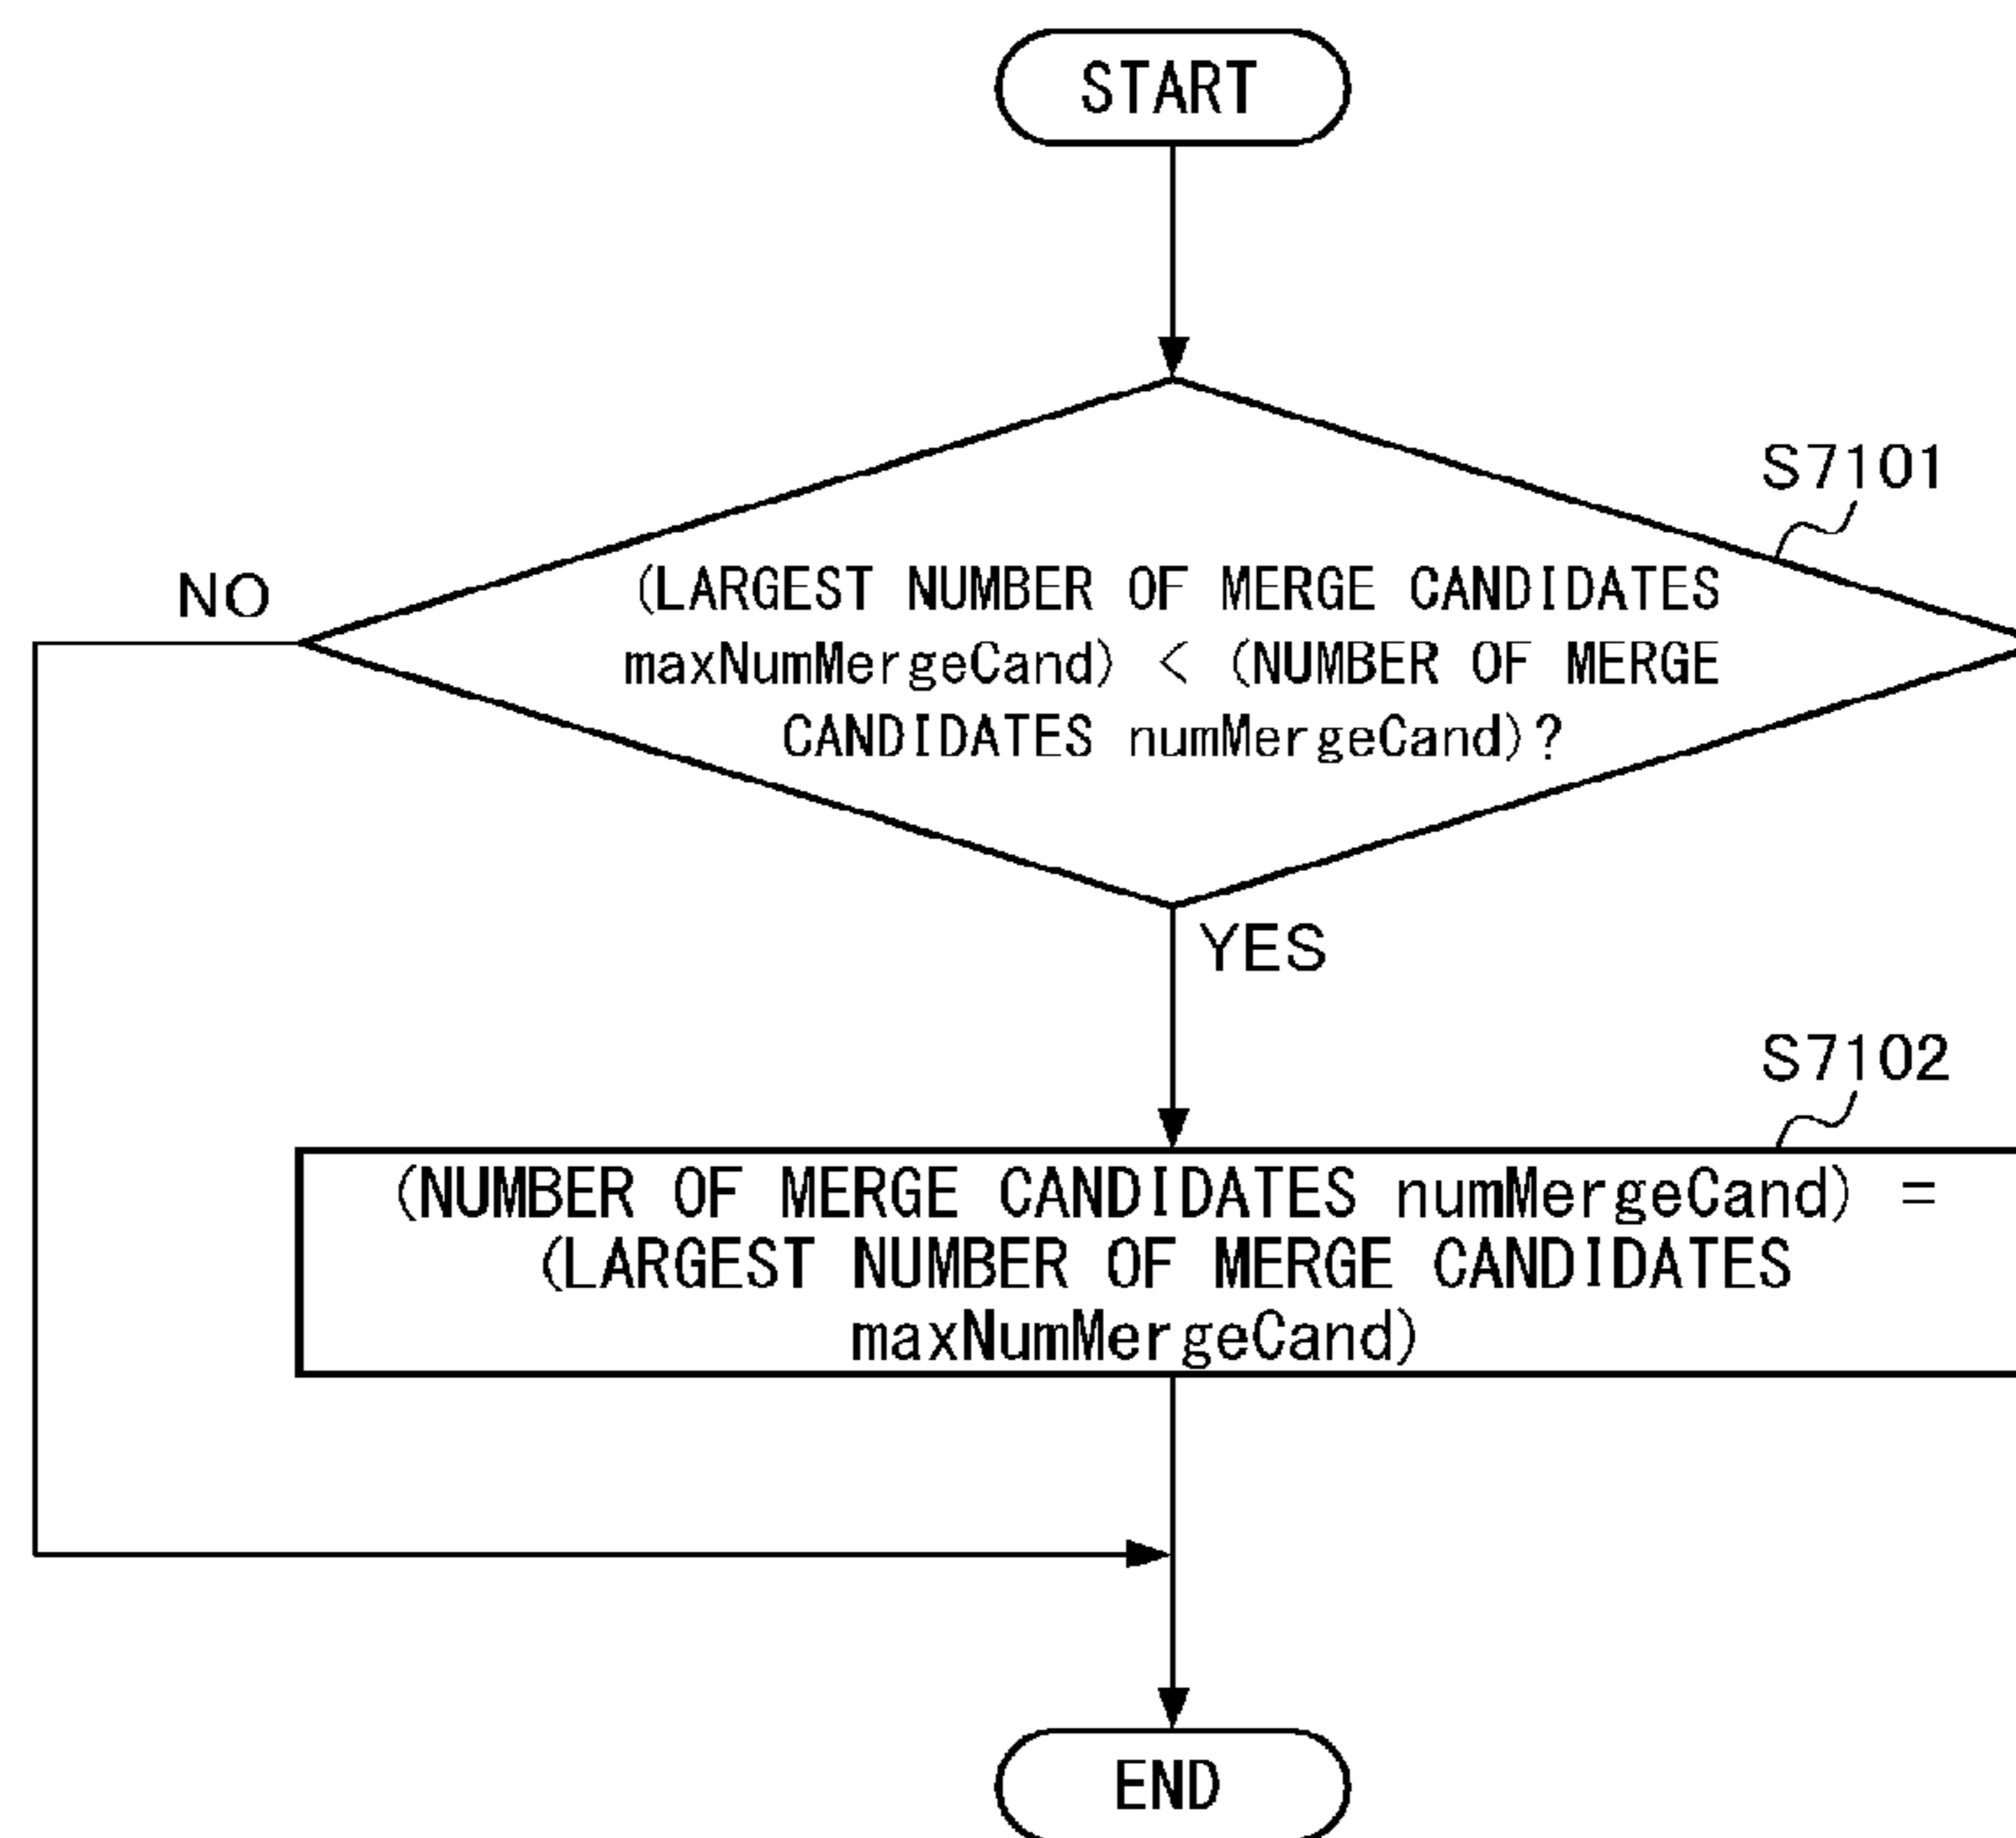 START
S7101
NO
(LARGEST NUMBER OF MERGE CANDIDATES
maxNumMergeCand) < (NUMBER OF MERGE
CANDIDATES numMergeCand)?
YES
S7102
(NUMBER OF MERGE CANDIDATES numMergeCand) =
(LARGEST NUMBER OF MERGE CANDIDATES
maxNumMergeCand)
END